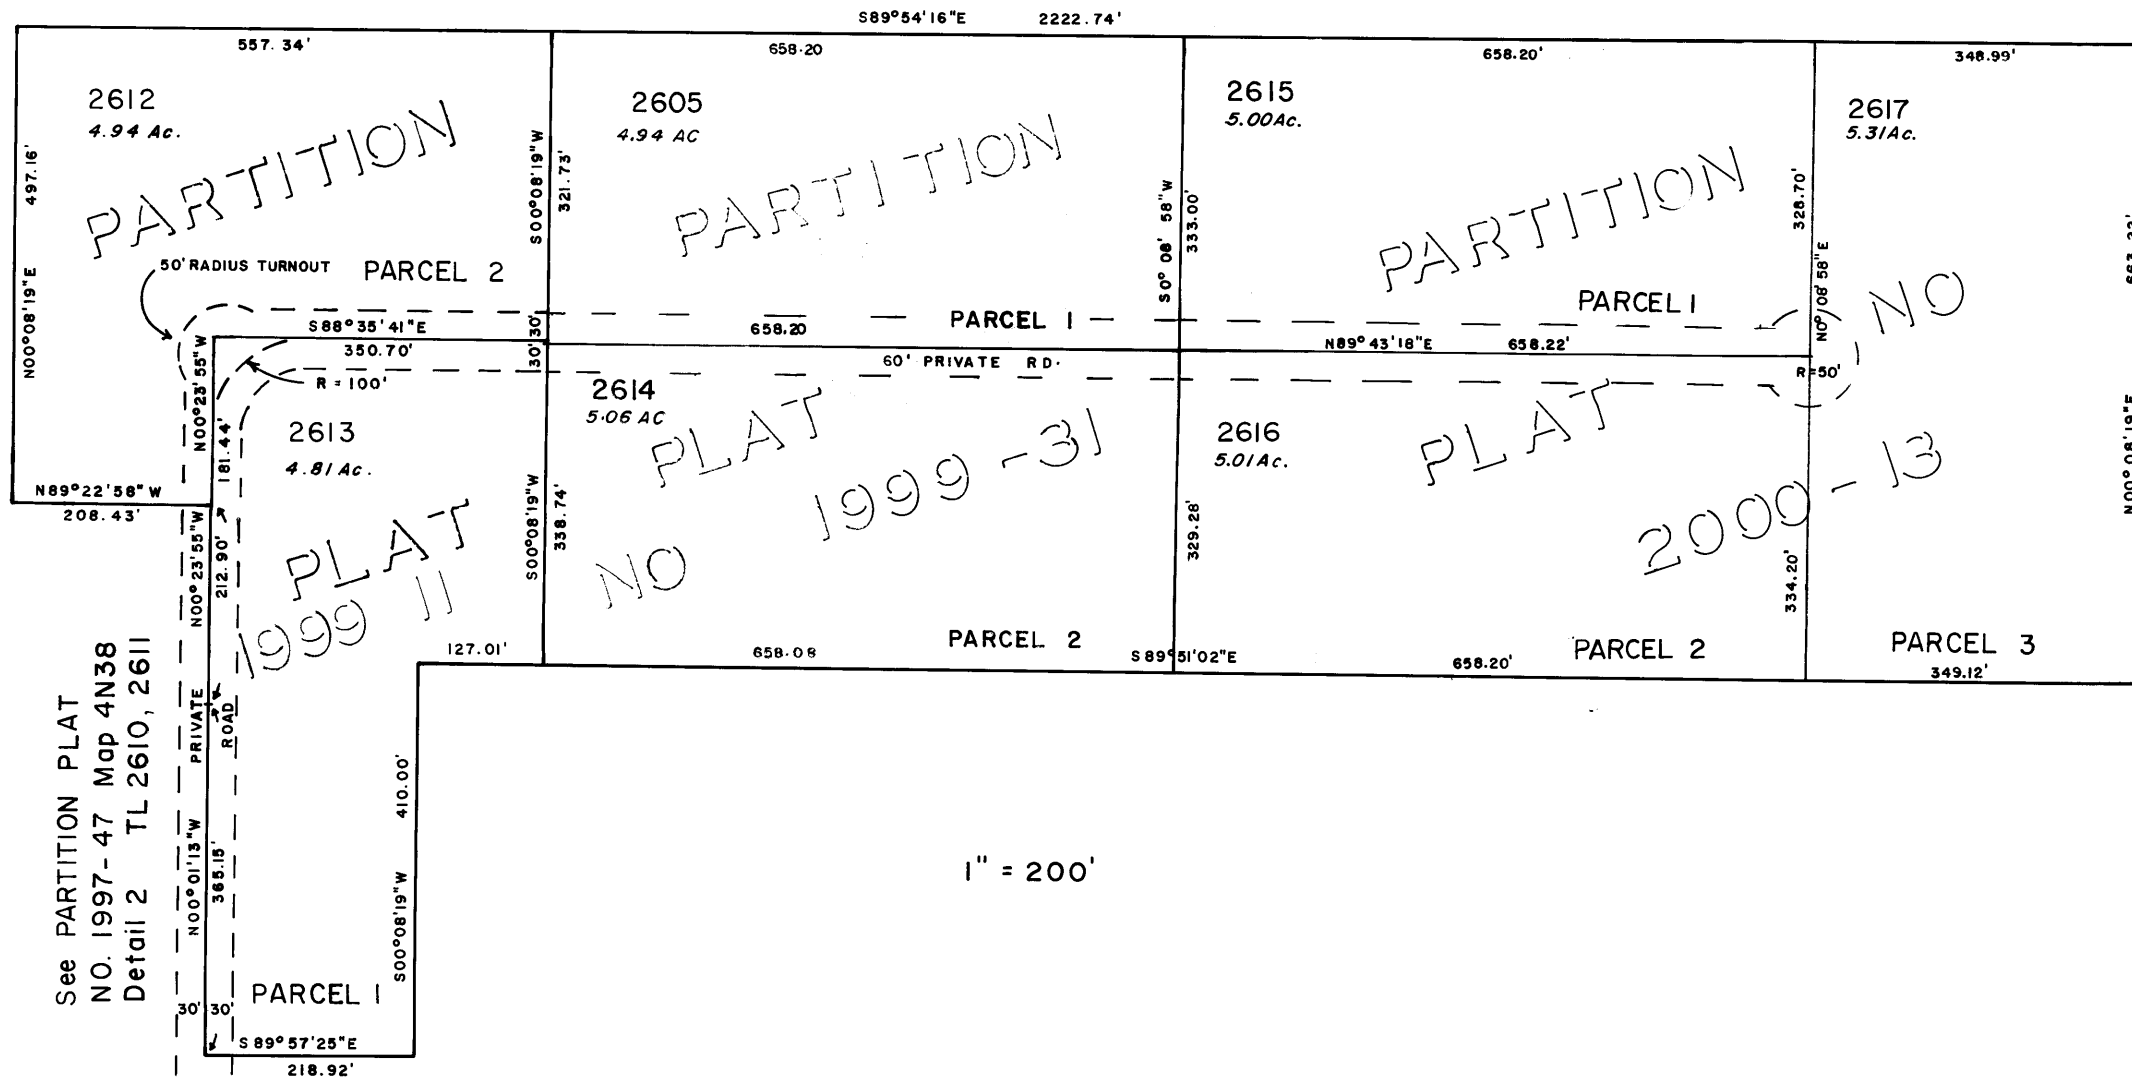 S89°54'16"E 2222.74'
557.34'
658.20
658.20'
348.99'
2612
4.94 Ac.
2605
4.94 AC
2615
5.00Ac.
2617
5.31Ac.
PARTITION
PARTITION
PARTITION
497.16'
N00°08'19"E
S00°08'19"W
321.73'
S0° 08' 58"W
333.00'
328.70'
N0° 08' 58"E
50' RADIUS TURNOUT
PARCEL 2
PARCEL 1
PARCEL 1
NO
S88°35'41"E
350.70'
30' 30'
658.20
60' PRIVATE RD.
N89°43'18"E 658.22'
R=50'
R = 100'
N00°23'55"W
181.44'
2613
4.81 Ac.
2614
5.06 AC
2616
5.01Ac.
PLAT
NO 1999-31
PLAT
2000-13
N00°08'19"E
N89°22'58"W
208.43'
N00°23'55"W
212.90'
PLAT
1999 11
S00°08'19"W
338.74'
329.28'
334.20'
127.01'
658.08
PARCEL 2
S89°51'02"E
658.20'
PARCEL 2
PARCEL 3
349.12'
See PARTITION PLAT
NO. 1997-47 Map 4N38
Detail 2 TL 2610, 2611
PRIVATE
ROAD
N00°01'13"W
365.15'
410.00'
S00°08'19"W
1" = 200'
PARCEL 1
30' 30'
S89°57'25"E
218.92'